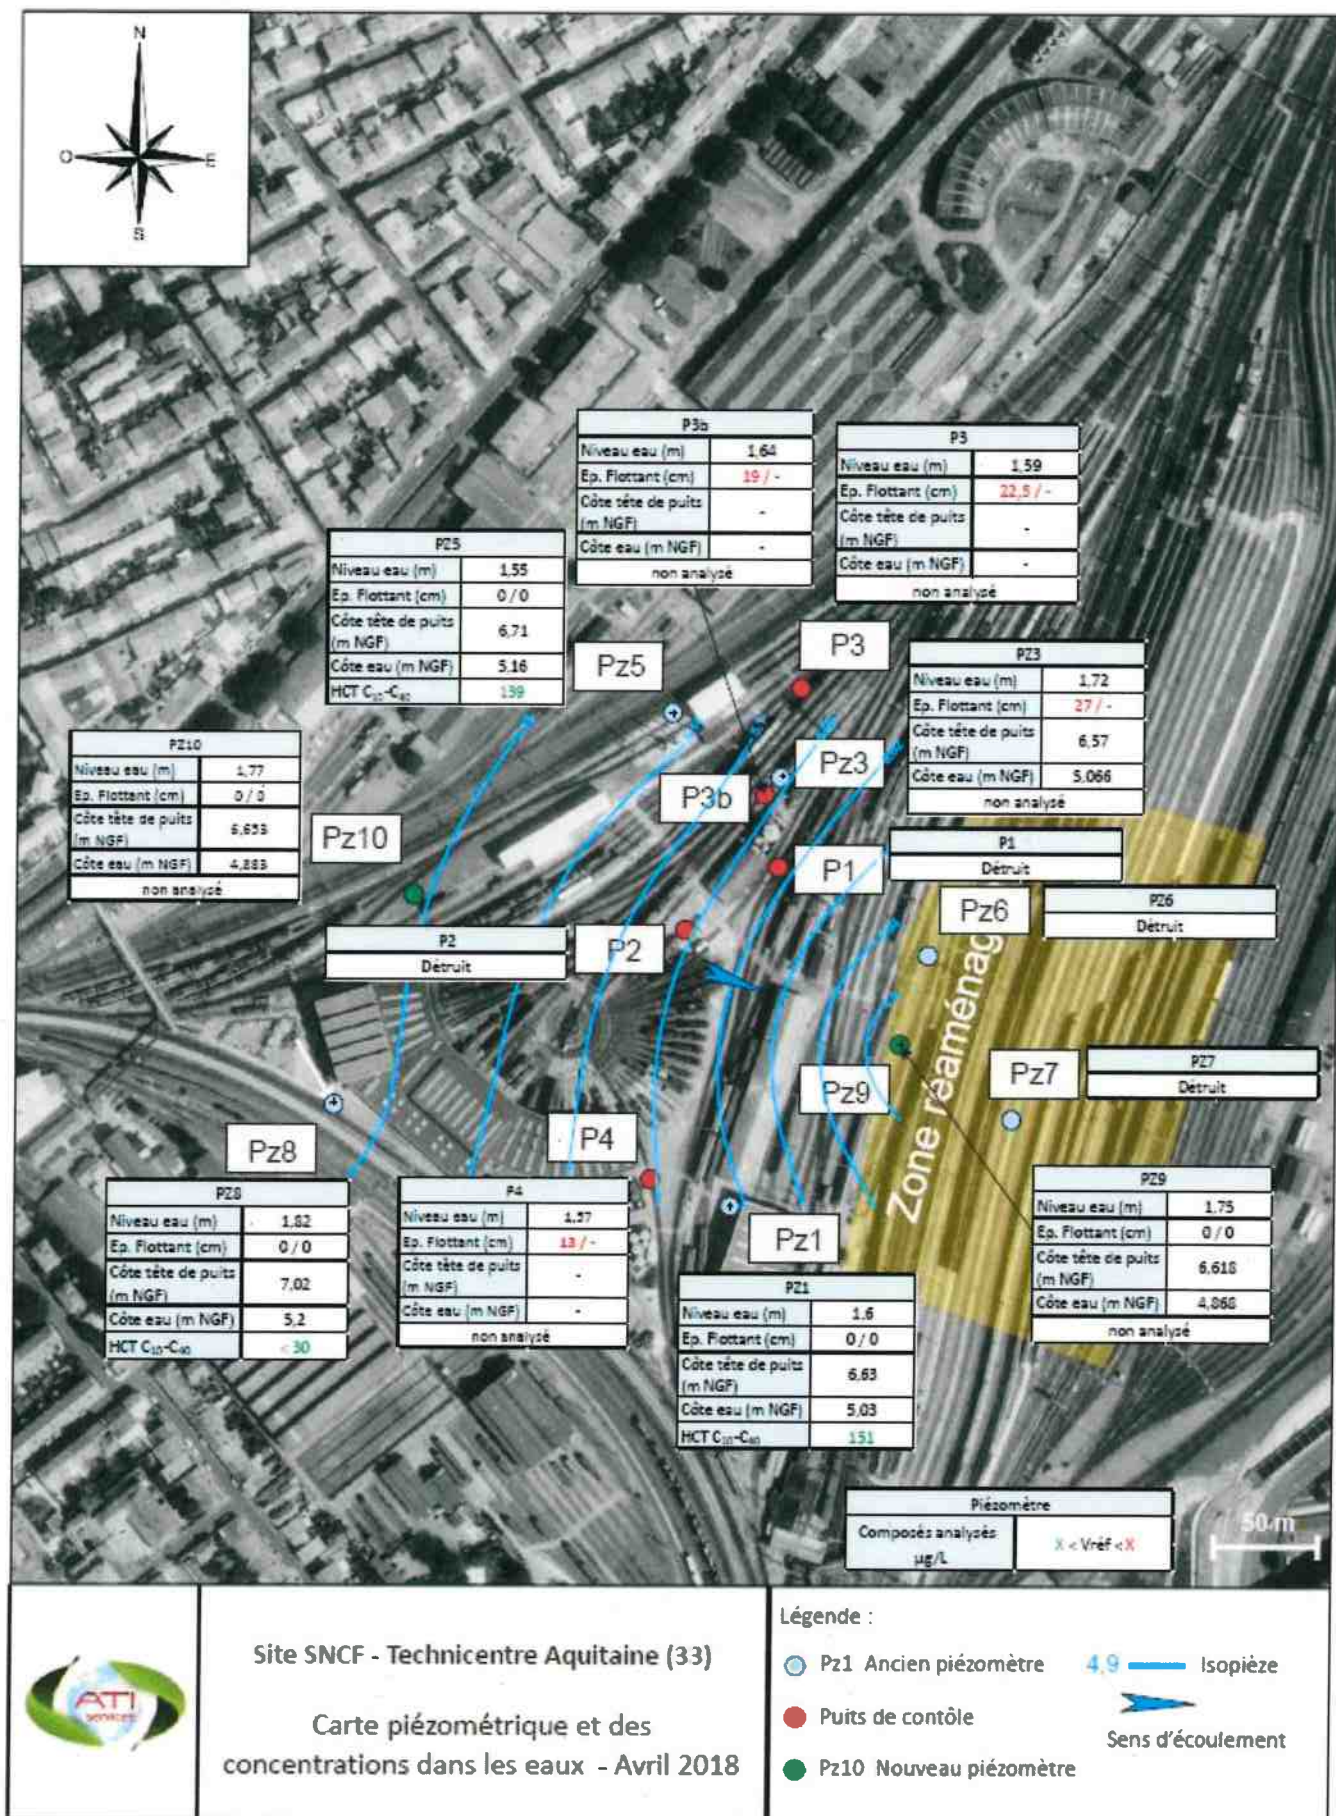 N
O E
S
P3b
Niveau eau (m) 1,64
Ep. Flottant (cm) 19 / -
Côte tête de puits (m NGF) -
Côte eau (m NGF) -
non analysé
P3
Niveau eau (m) 1,59
Ep. Flottant (cm) 22,5 / -
Côte tête de puits (m NGF) -
Côte eau (m NGF) -
non analysé
PZ5
Niveau eau (m) 1,55
Ep. Flottant (cm) 0 / 0
Côte tête de puits (m NGF) 6,71
Côte eau (m NGF) 5,16
HCT C₁₀-C₄₀ 139
Pz5
P3
PZ3
Niveau eau (m) 1,72
Ep. Flottant (cm) 27 / -
Côte tête de puits (m NGF) 6,57
Côte eau (m NGF) 5,066
non analysé
PZ10
Niveau eau (m) 1,77
Ep. Flottant (cm) 0 / 0
Côte tête de puits (m NGF) 6,653
Côte eau (m NGF) 4,883
non analysé
Pz3
P3b
Pz10
P1
P1
Détruit
Pz6
PZ6
Détruit
P2
Détruit
P2
Zone réaménag
Pz7
PZ7
Détruit
Pz9
P4
Pz8
PZ8
Niveau eau (m) 1,82
Ep. Flottant (cm) 0 / 0
Côte tête de puits (m NGF) 7,02
Côte eau (m NGF) 5,2
HCT C₁₀-C₄₀ < 30
P4
Niveau eau (m) 1,37
Ep. Flottant (cm) 13 / -
Côte tête de puits (m NGF) -
Côte eau (m NGF) -
non analysé
Pz1
PZ9
Niveau eau (m) 1,75
Ep. Flottant (cm) 0 / 0
Côte tête de puits (m NGF) 6,618
Côte eau (m NGF) 4,868
non analysé
PZ1
Niveau eau (m) 1,6
Ep. Flottant (cm) 0 / 0
Côte tête de puits (m NGF) 6,63
Côte eau (m NGF) 5,03
HCT C₁₀-C₄₀ 151
Piézomètre
Composés analysés µg/L X < Vréf < X
50 m
ATI
services
Site SNCF - Technicentre Aquitaine (33)
Carte piézométrique et des
concentrations dans les eaux - Avril 2018
Légende :
Pz1 Ancien piézomètre
4,9 Isopièze
Puits de contôle
Sens d'écoulement
Pz10 Nouveau piézomètre